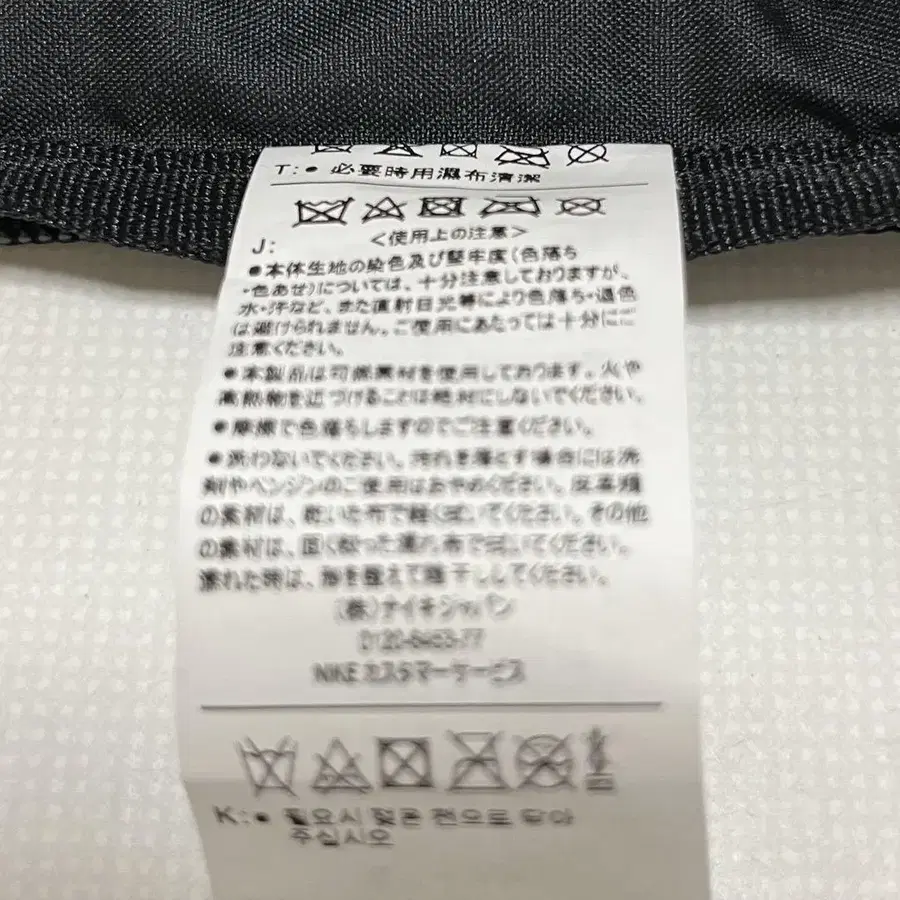 T: • 必要時用濕布清潔
J: <使用上の注意>
●本体生地の染色及び堅牢度(色落ち
・色あせ)については、十分注意しておりますが、
水・汗など、また直射日光等により色落ち・退色
は避けられません。ご使用にあたっては十分にご
注意ください。
●本製品は可燃素材を使用しております。火や
高熱物を近づけることは絶対にしないでください。
●摩擦で色落ちしますのでご注意ください。
●洗わないでください。汚れを落とす場合には洗
剤やベンジンのご使用はおやめください。皮革類
の素材は、乾いた布で軽く拭いてください。その他
の素材は、固く絞った濡れ布で拭いてください。
濡れた時は、形を整えて陰干ししてください。
(株)ナイキジャパン
NIKE カスタマーサービス
K: • 필요시 젖은 천으로 닦아
주십시오